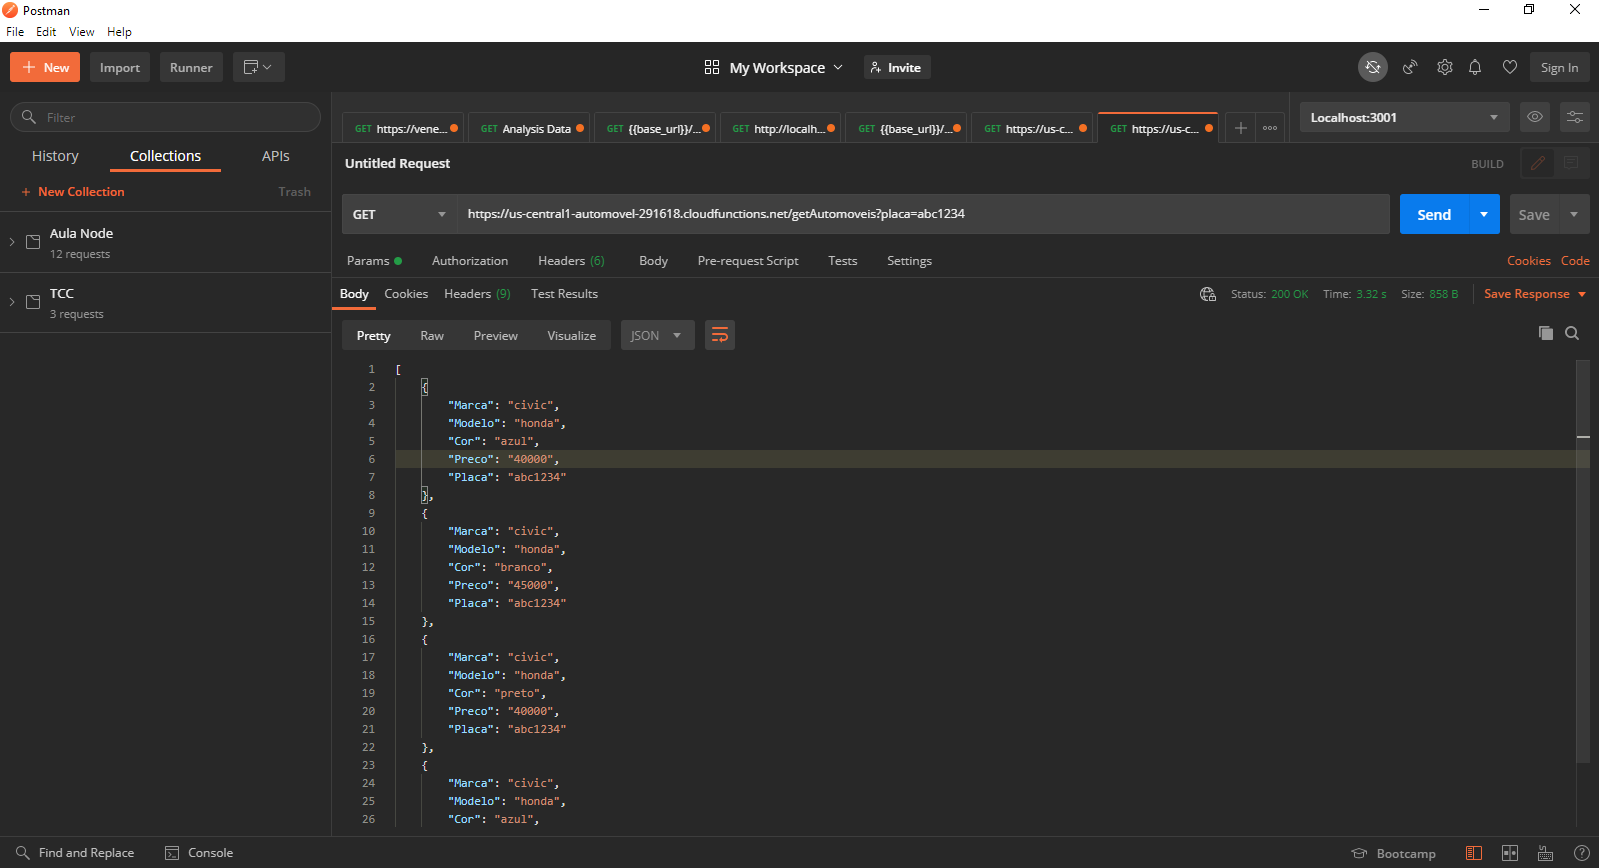 Postman
File Edit View Help
New Import Runner My Workspace Invite Sign In
Filter
History Collections APIs
+ New Collection Trash
Aula Node
12 requests
TCC
3 requests
GET https://vene... GET Analysis Data GET {{base_url}}/... GET http://localh... GET {{base_url}}/... GET https://us-c... GET https://us-c... Localhost:3001
Untitled Request BUILD
GET https://us-central1-automovel-291618.cloudfunctions.net/getAutomoveis?placa=abc1234 Send Save
Params Authorization Headers (6) Body Pre-request Script Tests Settings Cookies Code
Body Cookies Headers (9) Test Results Status: 200 OK Time: 3.32 s Size: 858 B Save Response
Pretty Raw Preview Visualize JSON
1 [
2 {
3 "Marca": "civic",
4 "Modelo": "honda",
5 "Cor": "azul",
6 "Preco": "40000",
7 "Placa": "abc1234"
8 },
9 {
10 "Marca": "civic",
11 "Modelo": "honda",
12 "Cor": "branco",
13 "Preco": "45000",
14 "Placa": "abc1234"
15 },
16 {
17 "Marca": "civic",
18 "Modelo": "honda",
19 "Cor": "preto",
20 "Preco": "40000",
21 "Placa": "abc1234"
22 },
23 {
24 "Marca": "civic",
25 "Modelo": "honda",
26 "Cor": "azul",
Find and Replace Console Bootcamp